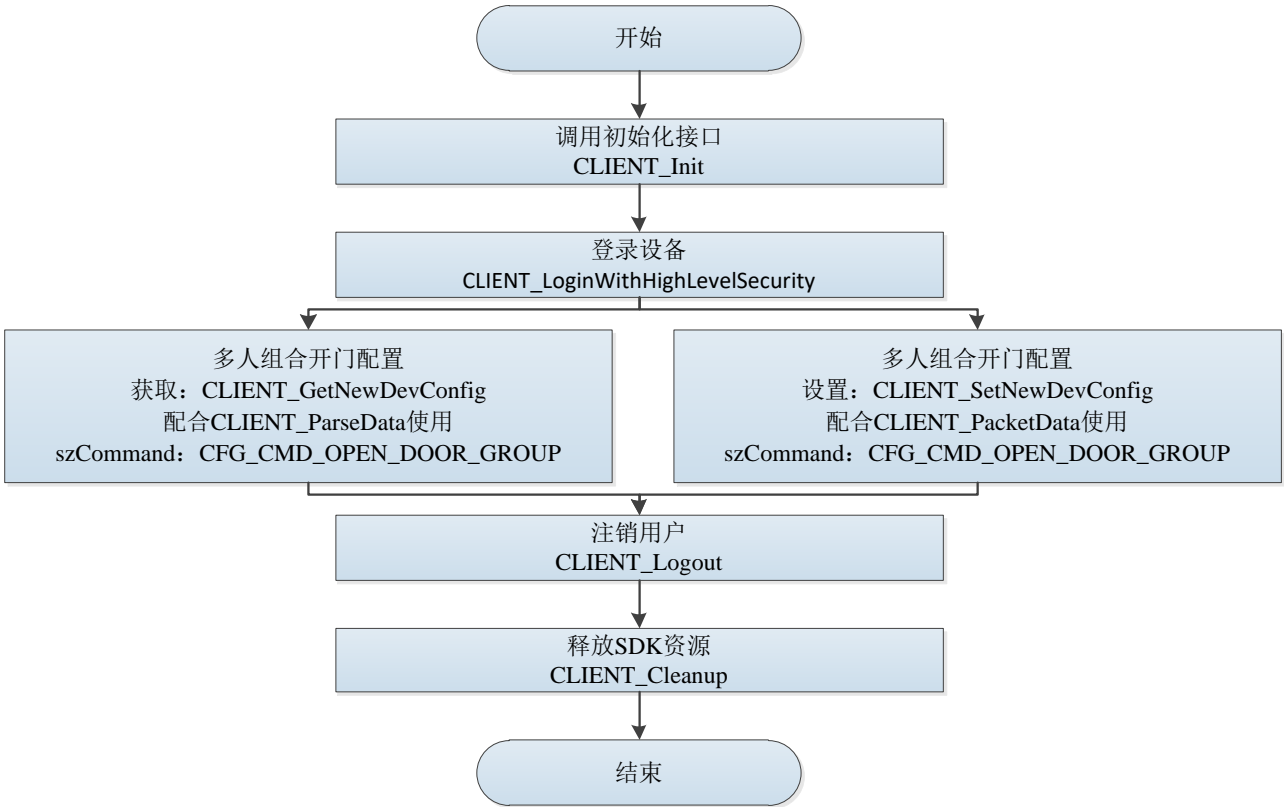 开始
调用初始化接口
CLIENT_Init
登录设备
CLIENT_LoginWithHighLevelSecurity
多人组合开门配置
获取：CLIENT_GetNewDevConfig
配合CLIENT_ParseData使用
szCommand：CFG_CMD_OPEN_DOOR_GROUP
多人组合开门配置
设置：CLIENT_SetNewDevConfig
配合CLIENT_PacketData使用
szCommand：CFG_CMD_OPEN_DOOR_GROUP
注销用户
CLIENT_Logout
释放SDK资源
CLIENT_Cleanup
结束